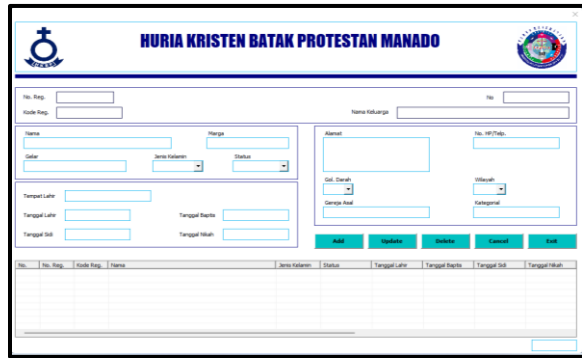 HURIA KRISTEN BATAK PROTESTAN MANADO
No. Reg. No
Kode Reg. Nama Keluarga
Nama Marga Alamat No. HP/Telp.
Gelar Jenis Kelamin Status
Gol. Darah Wilayah
Tempat Lahir
Gereja Asal Kategorial
Tanggal Lahir Tanggal Baptis
Tanggal Sidi Tanggal Nikah
Add Update Delete Cancel Exit
No. No. Reg. Kode Reg. Nama Jenis Kelamin Status Tanggal Lahir Tanggal Baptis Tanggal Sidi Tanggal Nikah